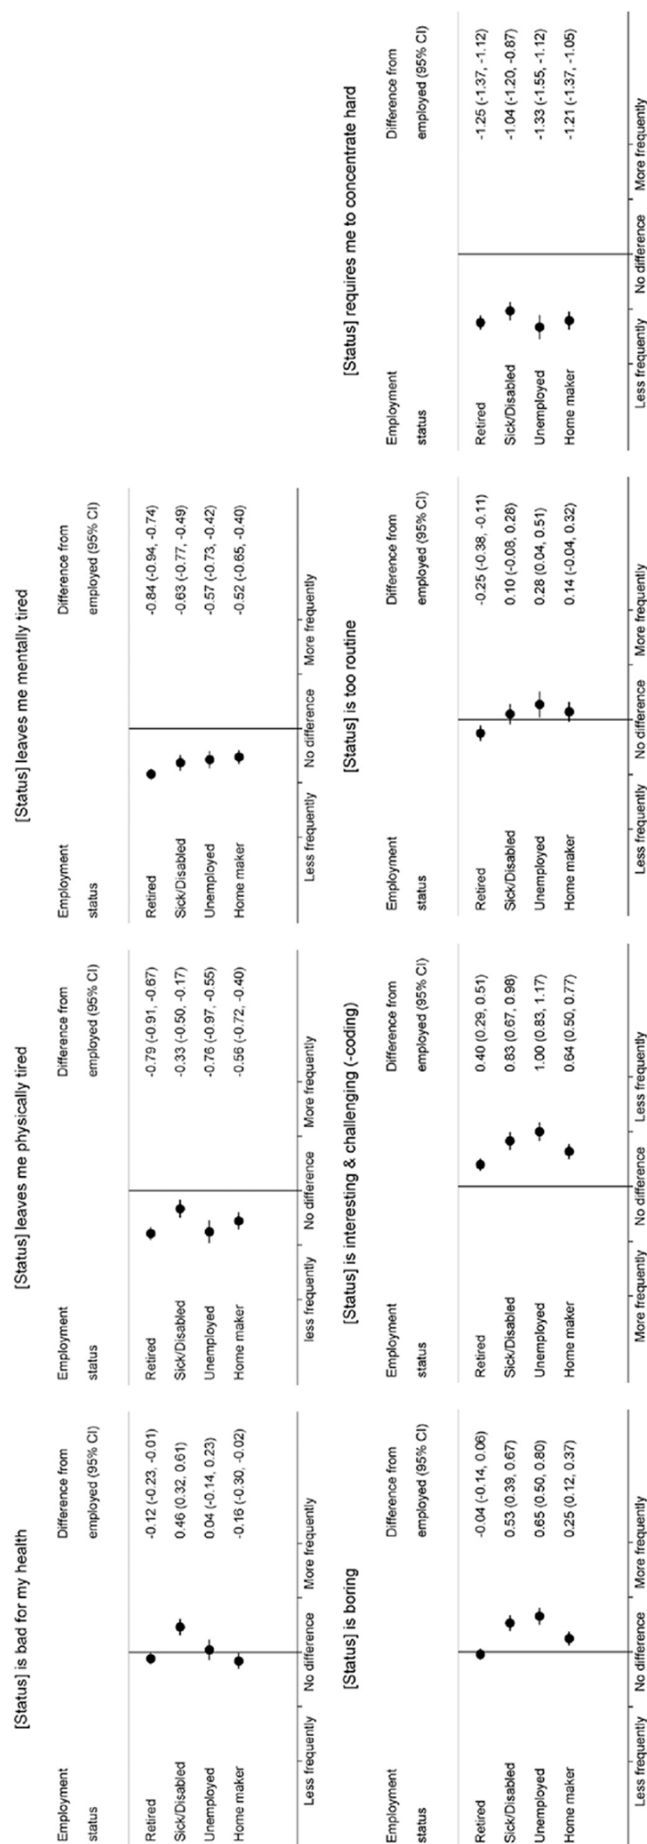 [Status] is bad for my health
Employment
status
Difference from
employed (95% CI)
Retired
-0.12 (-0.23, -0.01)
Sick/Disabled
0.46 (0.32, 0.61)
Unemployed
0.04 (-0.14, 0.23)
Home maker
-0.16 (-0.30, -0.02)
Less frequently
No difference
More frequently
[Status] leaves me physically tired
Employment
status
Difference from
employed (95% CI)
Retired
-0.79 (-0.91, -0.67)
Sick/Disabled
-0.33 (-0.50, -0.17)
Unemployed
-0.76 (-0.97, -0.55)
Home maker
-0.56 (-0.72, -0.40)
less frequently
No difference
More frequently
[Status] leaves me mentally tired
Employment
status
Difference from
employed (95% CI)
Retired
-0.84 (-0.94, -0.74)
Sick/Disabled
-0.63 (-0.77, -0.49)
Unemployed
-0.57 (-0.73, -0.42)
Home maker
-0.52 (-0.65, -0.40)
Less frequently
No difference
More frequently
[Status] is boring
Employment
status
Difference from
employed (95% CI)
Retired
-0.04 (-0.14, 0.06)
Sick/Disabled
0.53 (0.39, 0.67)
Unemployed
0.65 (0.50, 0.80)
Home maker
0.25 (0.12, 0.37)
Less frequently
No difference
More frequently
[Status] is interesting & challenging (-coding)
Employment
status
Difference from
employed (95% CI)
Retired
0.40 (0.29, 0.51)
Sick/Disabled
0.83 (0.67, 0.98)
Unemployed
1.00 (0.83, 1.17)
Home maker
0.64 (0.50, 0.77)
More frequently
No difference
Less frequently
[Status] is too routine
Employment
status
Difference from
employed (95% CI)
Retired
-0.25 (-0.38, -0.11)
Sick/Disabled
0.10 (-0.08, 0.28)
Unemployed
0.28 (0.04, 0.51)
Home maker
0.14 (-0.04, 0.32)
Less frequently
No difference
More frequently
[Status] requires me to concentrate hard
Employment
status
Difference from
employed (95% CI)
Retired
-1.25 (-1.37, -1.12)
Sick/Disabled
-1.04 (-1.20, -0.87)
Unemployed
-1.33 (-1.55, -1.12)
Home maker
-1.21 (-1.37, -1.05)
Less frequently
No difference
More frequently